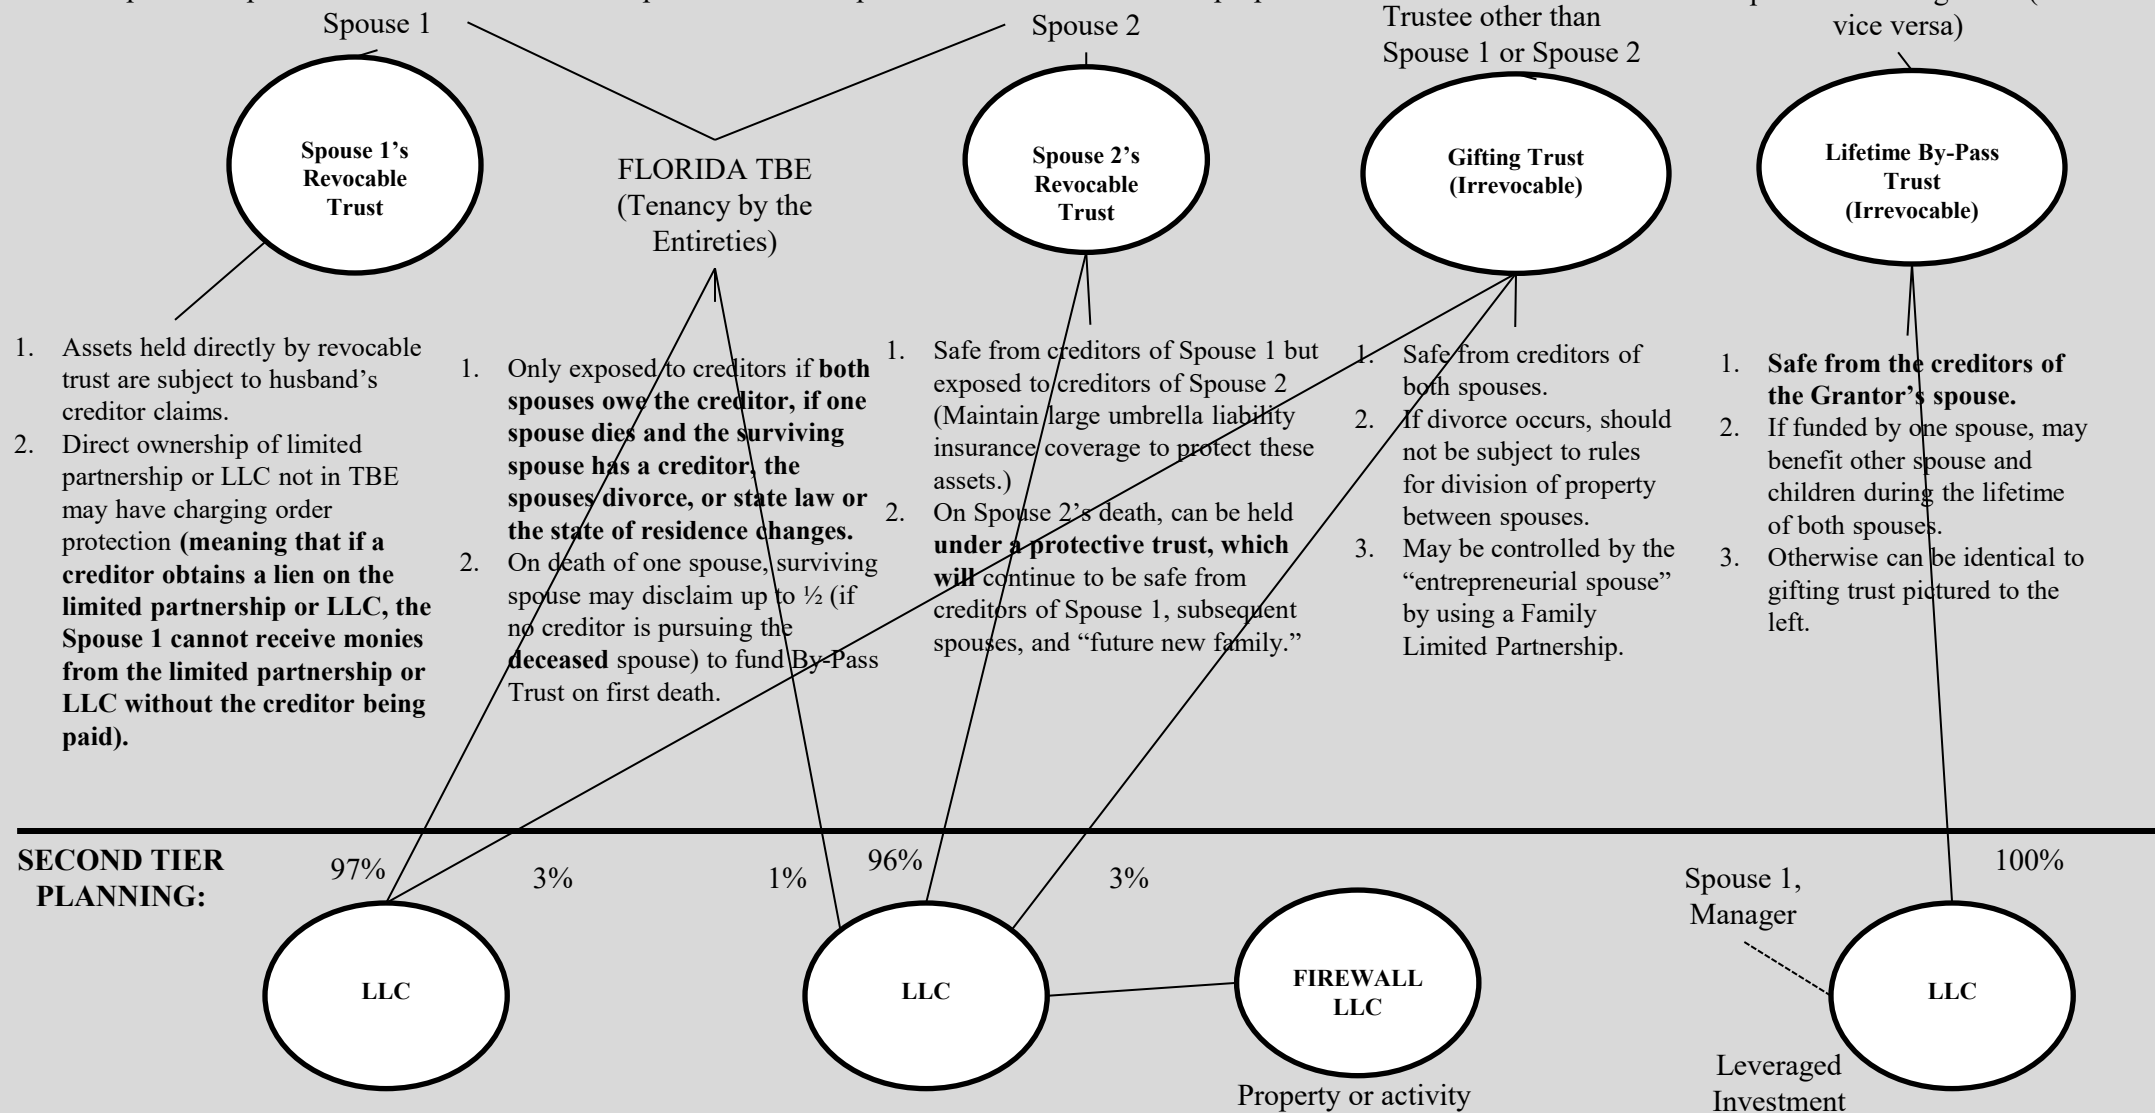 Spouse 1
Spouse 2
Trustee other than
Spouse 1 or Spouse 2
vice versa)
Spouse 1’s
Revocable
Trust
FLORIDA TBE
(Tenancy by the
Entireties)
Spouse 2’s
Revocable
Trust
Gifting Trust
(Irrevocable)
Lifetime By-Pass
Trust
(Irrevocable)
1. Assets held directly by revocable
trust are subject to husband’s
creditor claims.
2. Direct ownership of limited
partnership or LLC not in TBE
may have charging order
protection (meaning that if a
creditor obtains a lien on the
limited partnership or LLC, the
Spouse 1 cannot receive monies
from the limited partnership or
LLC without the creditor being
paid).
1. Only exposed to creditors if both
spouses owe the creditor, if one
spouse dies and the surviving
spouse has a creditor, the
spouses divorce, or state law or
the state of residence changes.
2. On death of one spouse, surviving
spouse may disclaim up to ½ (if
no creditor is pursuing the
deceased spouse) to fund By-Pass
Trust on first death.
1. Safe from creditors of Spouse 1 but
exposed to creditors of Spouse 2
(Maintain large umbrella liability
insurance coverage to protect these
assets.)
2. On Spouse 2’s death, can be held
under a protective trust, which
will continue to be safe from
creditors of Spouse 1, subsequent
spouses, and “future new family.”
1. Safe from creditors of
both spouses.
2. If divorce occurs, should
not be subject to rules
for division of property
between spouses.
3. May be controlled by the
“entrepreneurial spouse”
by using a Family
Limited Partnership.
1. Safe from the creditors of
the Grantor’s spouse.
2. If funded by one spouse, may
benefit other spouse and
children during the lifetime
of both spouses.
3. Otherwise can be identical to
gifting trust pictured to the
left.
SECOND TIER
PLANNING:
97%
3%
1%
96%
3%
Spouse 1,
Manager
100%
LLC
LLC
FIREWALL
LLC
LLC
Property or activity
Leveraged
Investment